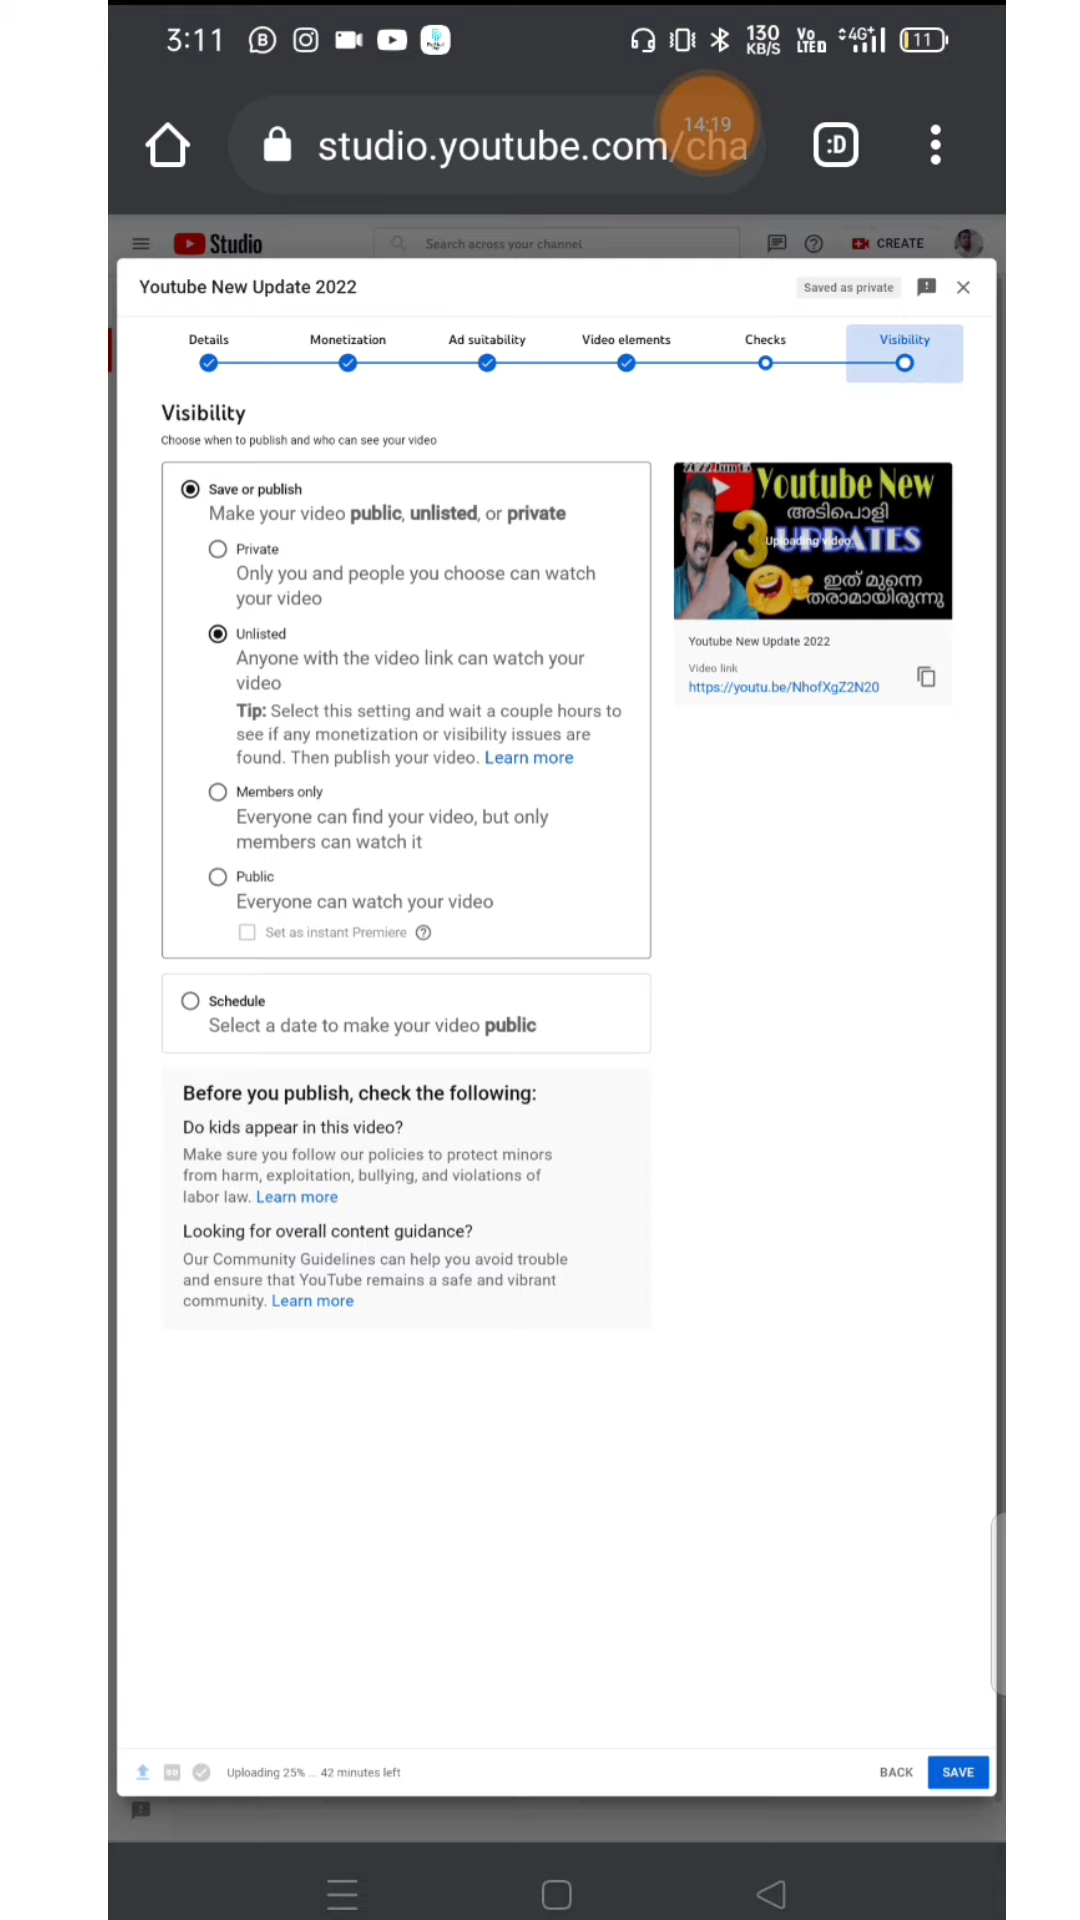 3:11
130 KB/S
Vo LTE
4G+
11
14:19
studio.youtube.com/cha
:D
Studio
Search across your channel
CREATE
Youtube New Update 2022
Saved as private
Details
Monetization
Ad suitability
Video elements
Checks
Visibility
Visibility
Choose when to publish and who can see your video
Save or publish
Make your video public, unlisted, or private
Private
Only you and people you choose can watch
your video
Unlisted
Anyone with the video link can watch your
video
Tip: Select this setting and wait a couple hours to
see if any monetization or visibility issues are
found. Then publish your video. Learn more
Members only
Everyone can find your video, but only
members can watch it
Public
Everyone can watch your video
Set as instant Premiere
Schedule
Select a date to make your video public
Before you publish, check the following:
Do kids appear in this video?
Make sure you follow our policies to protect minors
from harm, exploitation, bullying, and violations of
labor law. Learn more
Looking for overall content guidance?
Our Community Guidelines can help you avoid trouble
and ensure that YouTube remains a safe and vibrant
community. Learn more
Youtube New
അടിപൊളി
3 UPDATES
Uploading video...
ഇത് മുന്നെ
തരാമായിരുന്നു
Youtube New Update 2022
Video link
https://youtu.be/NhofXgZ2N20
Uploading 25% ... 42 minutes left
BACK
SAVE